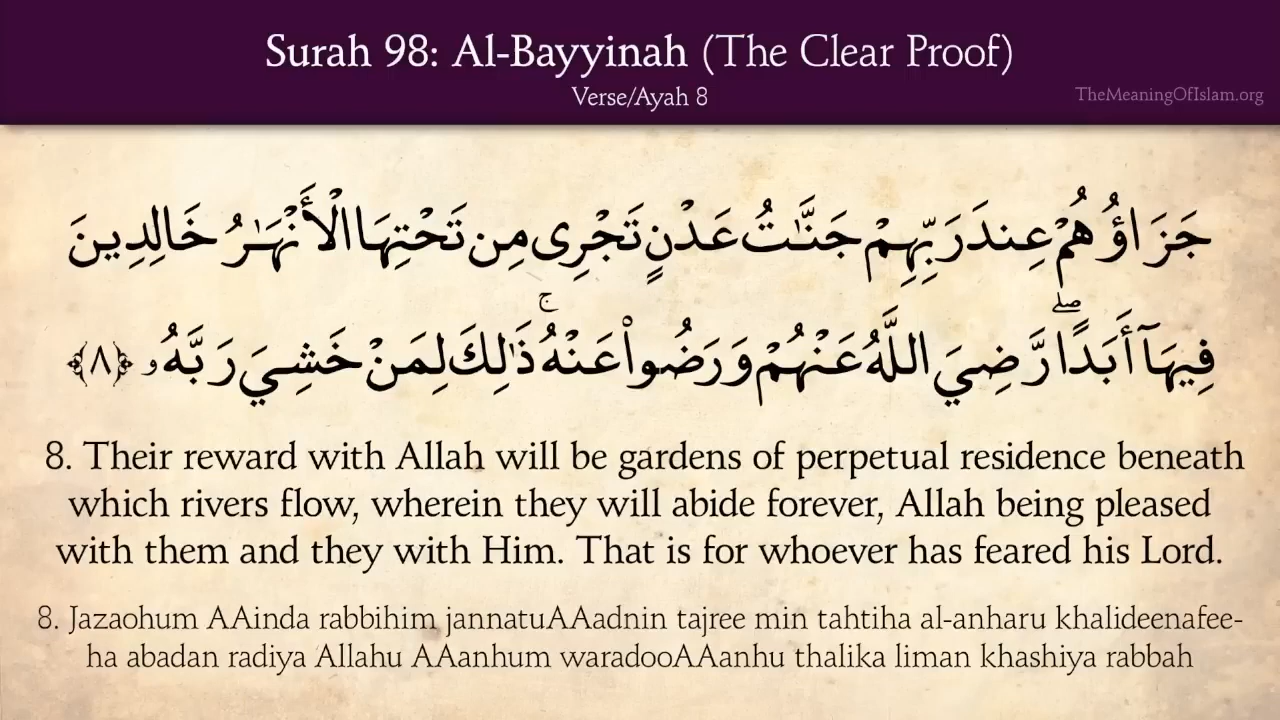 Surah 98: Al-Bayyinah (The Clear Proof)
Verse/Ayah 8
TheMeaningOfIslam.org
جَزَاؤُهُمْ عِندَ رَبِّهِمْ جَنَّـٰتُ عَدْنٍ تَجْرِى مِن تَحْتِهَا الْأَنْهَـٰرُ خَالِدِينَ
فِيهَآ أَبَدًا ۖ رَّضِيَ اللَّهُ عَنْهُمْ وَرَضُوا۟ عَنْهُ ۚ ذَٰلِكَ لِمَنْ خَشِيَ رَبَّهُۥ ﴿٨﴾
8. Their reward with Allah will be gardens of perpetual residence beneath
which rivers flow, wherein they will abide forever, Allah being pleased
with them and they with Him. That is for whoever has feared his Lord.
8. Jazaohum AAinda rabbihim jannatuAAadnin tajree min tahtiha al-anharu khalideenafee-
ha abadan radiya Allahu AAanhum waradooAAanhu thalika liman khashiya rabbah